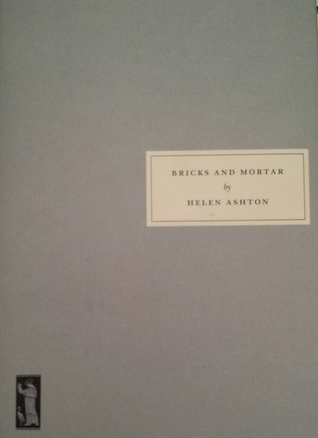 BRICKS AND MORTAR
by
HELEN ASHTON